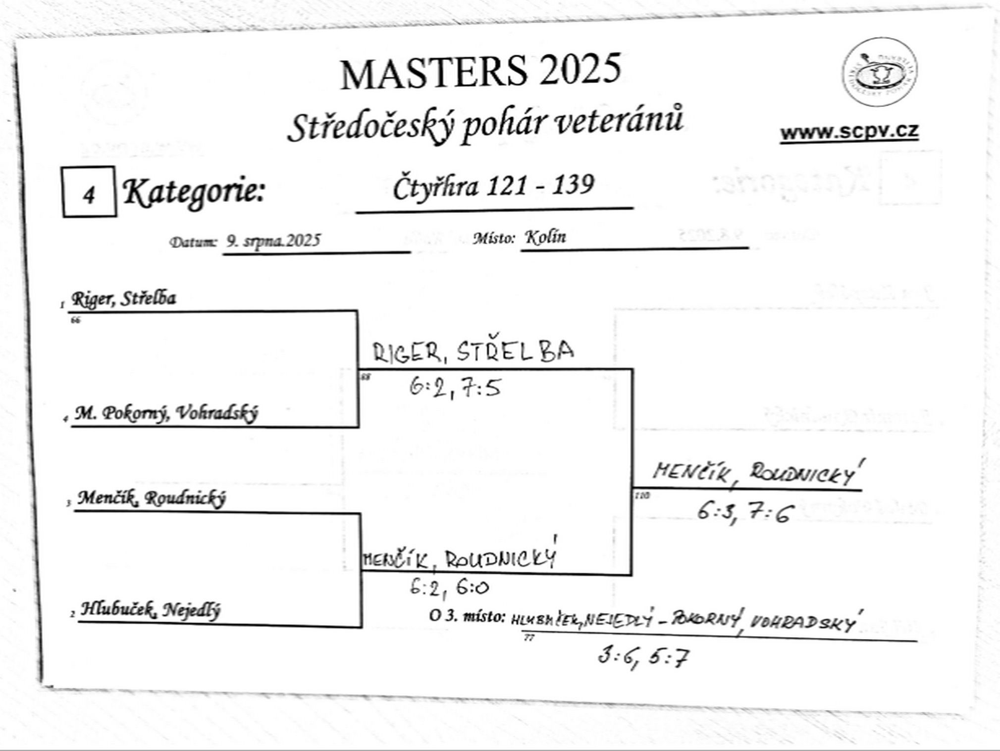 MASTERS 2025
Středočeský pohár veteránů
www.scpv.cz
4 Kategorie: Čtyřhra 121 - 139
Datum: 9. srpna.2025 Místo: Kolín
1 Riger, Střelba
66
RIGER, STŘELBA
88 6:2, 7:5
4 M. Pokorný, Vohradský
MENČÍK, ROUDNICKÝ
110 6:3, 7:6
3 Menčík, Roudnický
MENČÍK, ROUDNICKÝ
6:2, 6:0
2 Hlubuček, Nejedlý
O 3. místo: HLUBUČEK, NEJEDLÝ – POKORNÝ, VOHRADSKÝ
77
3:6, 5:7